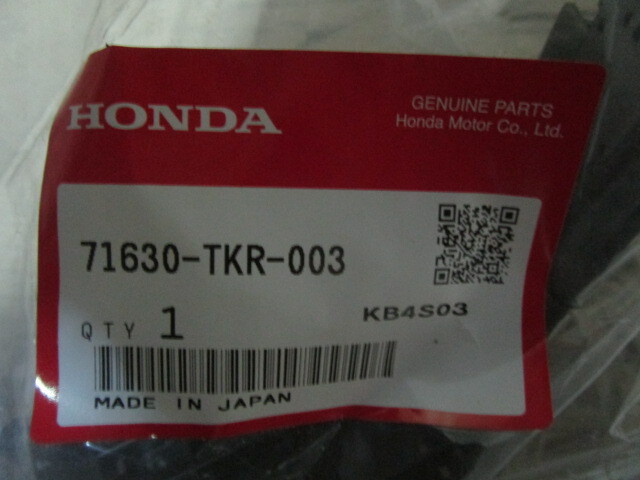 HONDA
GENUINE PARTS
Honda Motor Co., Ltd.
71630-TKR-003
QTY 1
KB4S03
MADE IN JAPAN